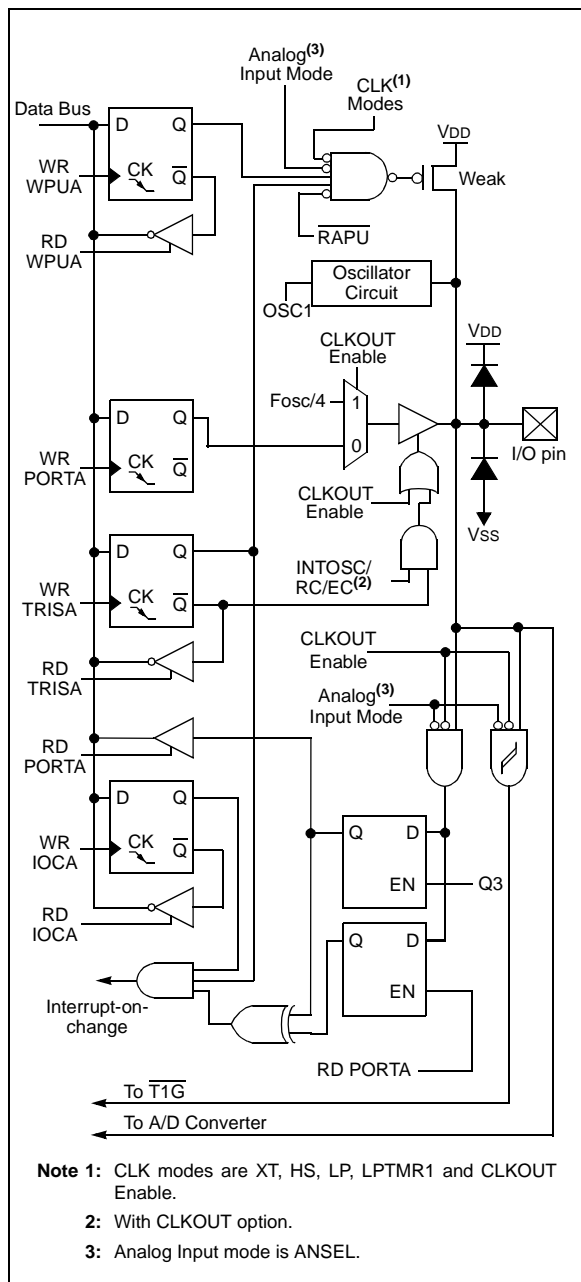 Analog(3)
Input Mode
CLK(1)
Modes
Data Bus
D Q
VDD
WR
WPUA
CK
Q
Weak
RD
WPUA
RAPU
Oscillator
Circuit
OSC1
CLKOUT
Enable
VDD
Fosc/4
1
D Q
0
WR
PORTA
CK
Q
I/O pin
CLKOUT
Enable
VSS
D Q
INTOSC/
RC/EC(2)
WR
TRISA
CK
Q
CLKOUT
Enable
RD
TRISA
Analog(3)
Input Mode
RD
PORTA
D Q
Q D
WR
IOCA
CK
Q
EN
Q3
RD
IOCA
Q D
Interrupt-on-
change
EN
RD PORTA
To T1G
To A/D Converter
Note 1: CLK modes are XT, HS, LP, LPTMR1 and CLKOUT
Enable.
2: With CLKOUT option.
3: Analog Input mode is ANSEL.